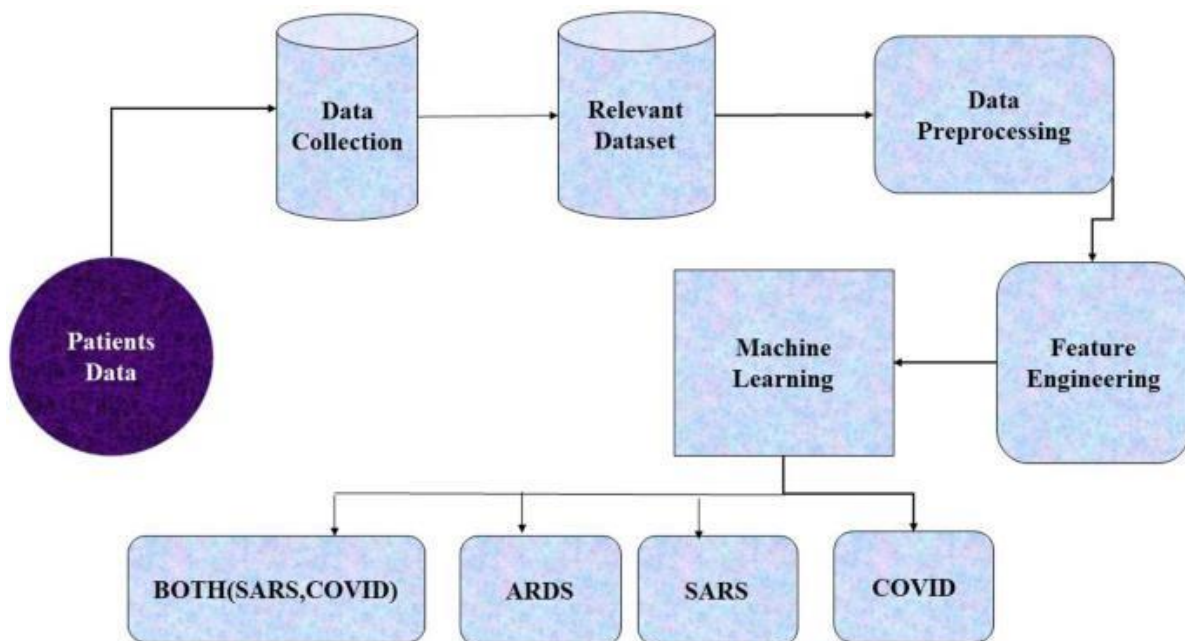 Data
Collection
Relevant
Dataset
Data
Preprocessing
Patients
Data
Machine
Learning
Feature
Engineering
BOTH(SARS,COVID)
ARDS
SARS
COVID